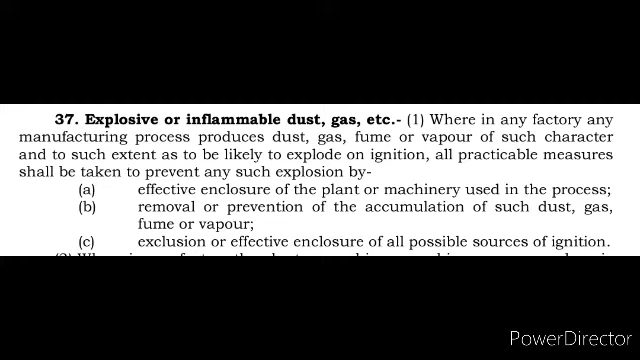 37. Explosive or inflammable dust, gas, etc.- (1) Where in any factory any
manufacturing process produces dust, gas, fume or vapour of such character
and to such extent as to be likely to explode on ignition, all practicable measures
shall be taken to prevent any such explosion by-
(a) effective enclosure of the plant or machinery used in the process;
(b) removal or prevention of the accumulation of such dust, gas,
fume or vapour;
(c) exclusion or effective enclosure of all possible sources of ignition.
PowerDirector